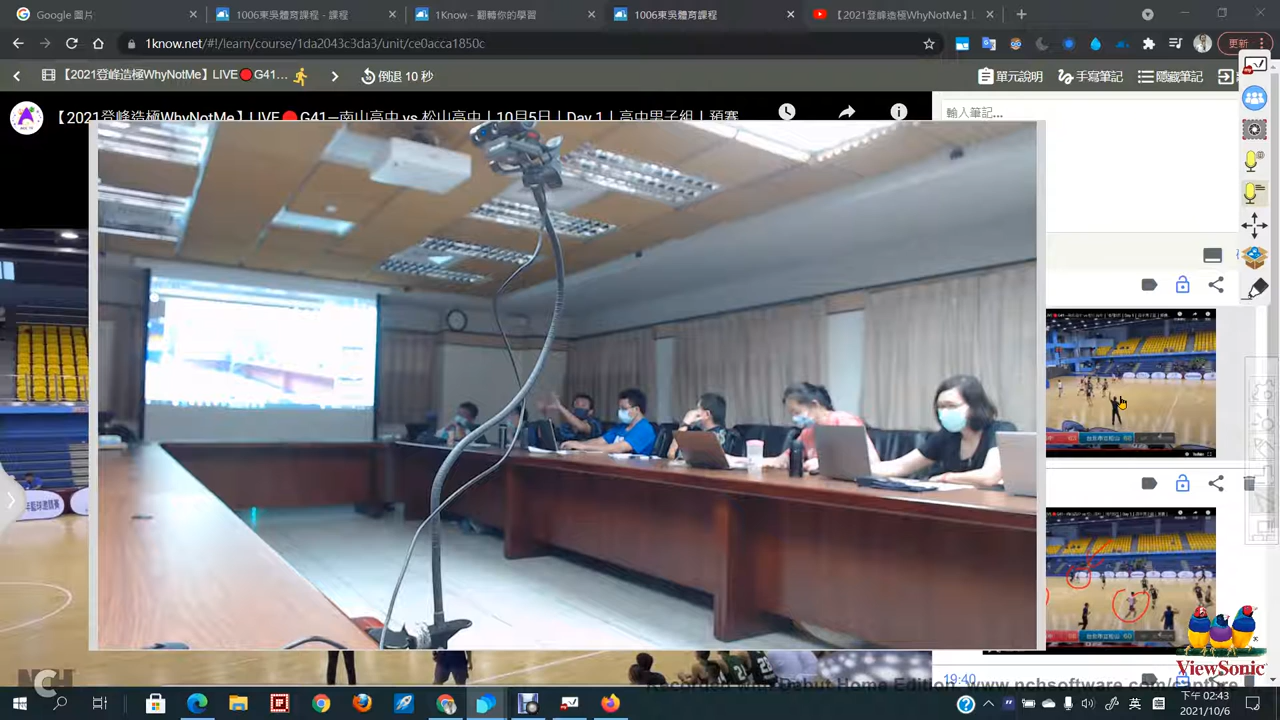 Google 圖片
1006東吳體育課程 - 課程
1Know - 翻轉你的學習
1006東吳體育課程
【2021登峰造極WhyNotMe】L
1know.net/#!/learn/course/1da2043c3da3/unit/ce0acca1850c
更新
【2021登峰造極WhyNotMe】LIVE🔴G41...
倒退 10 秒
單元說明
手寫筆記
隱藏筆記
【2021登峰造極WhyNotMe】LIVE🔴G41—南山高中 vs 松山高中 | 10月5日 | Day 1 | 高中男子組 | 預賽
輸入筆記...
19:40
ViewSonic
NCH
Recorded with Debut Home Edition: www.nchsoftware.com/capture
英
下午 02:43
2021/10/6